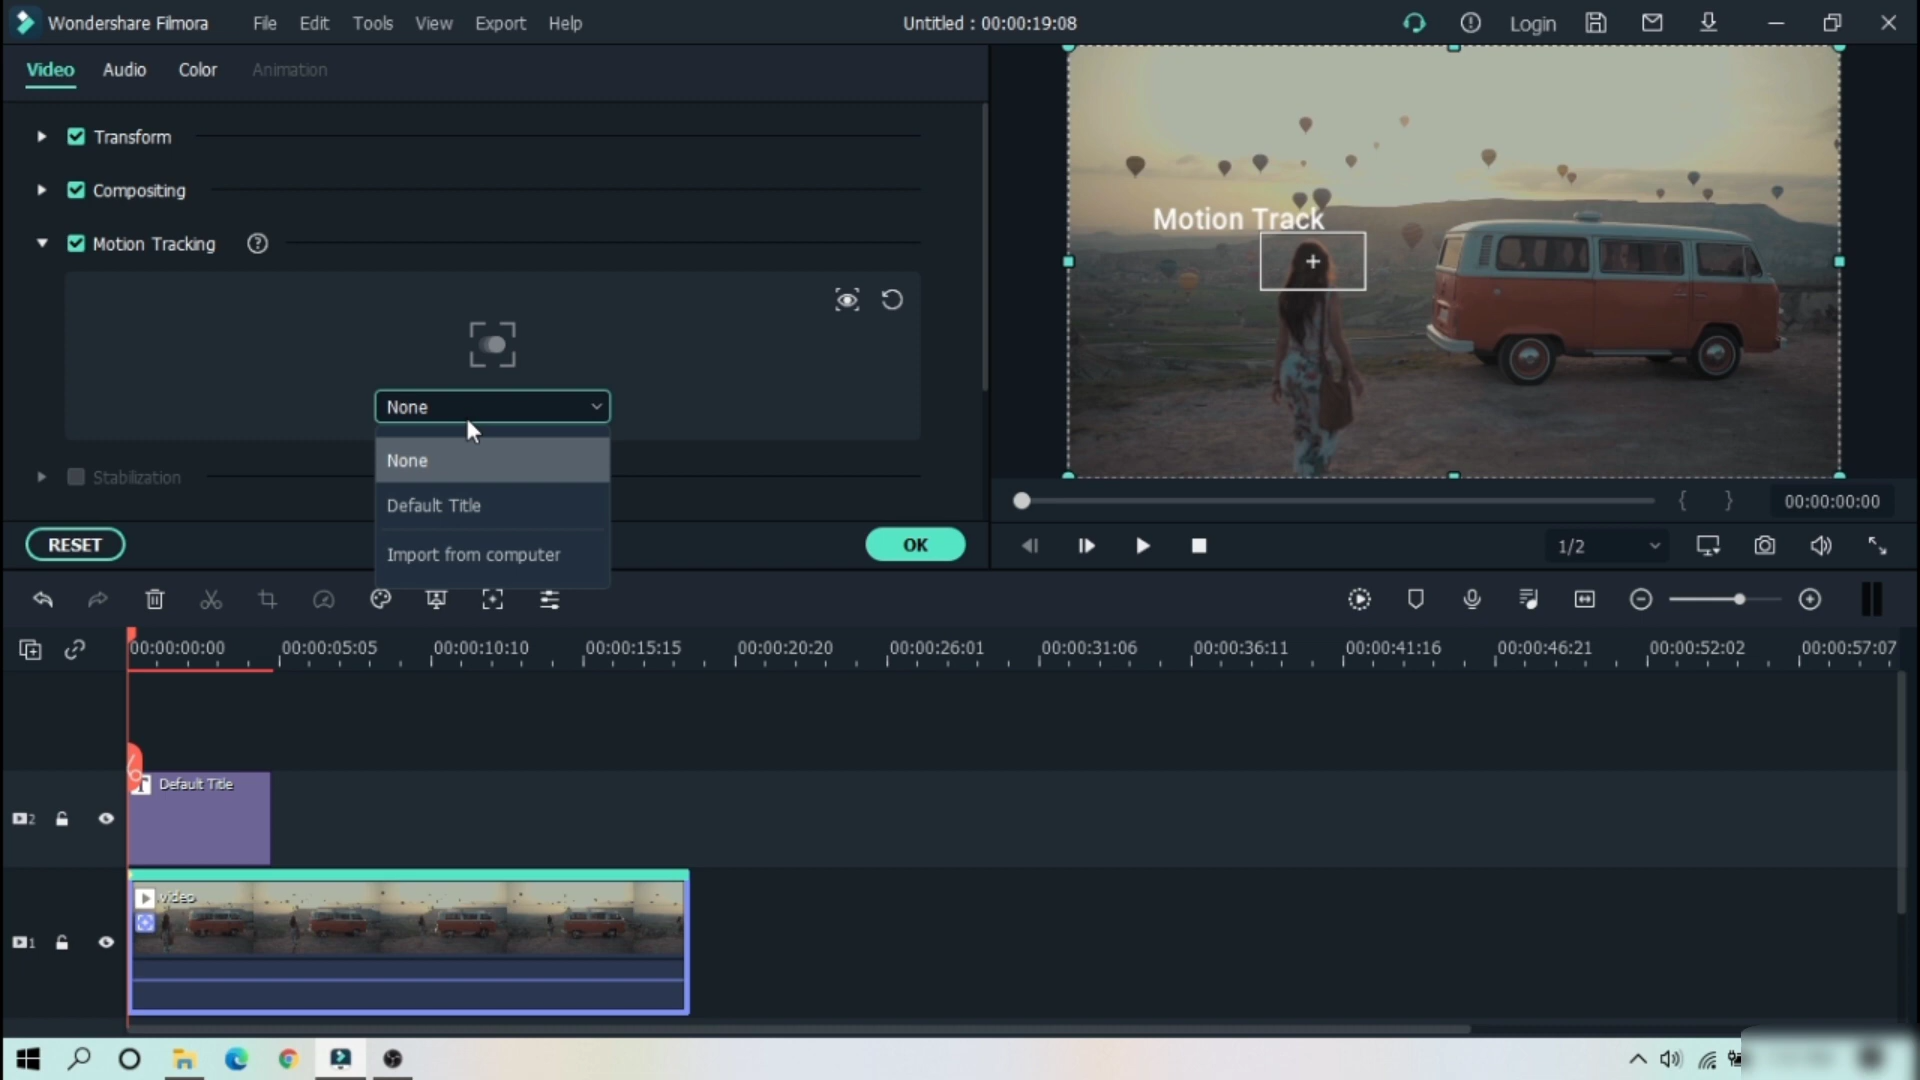 Wondershare Filmora File Edit Tools View Export Help Untitled : 00:00:19:08 Login
Video Audio Color Animation
Transform
Compositing
Motion Tracking
Motion Track
None
None
Default Title
Import from computer
Stabilization
RESET
OK
{ } 00:00:00:00
1/2
00:00:00:00 00:00:05:05 00:00:10:10 00:00:15:15 00:00:20:20 00:00:26:01 00:00:31:06 00:00:36:11 00:00:41:16 00:00:46:21 00:00:52:02 00:00:57:07
Default Title
2
video
1